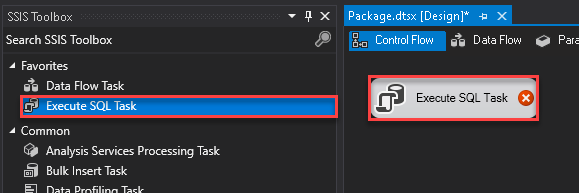 SSIS Toolbox
Search SSIS Toolbox
Favorites
Data Flow Task
Execute SQL Task
Common
Analysis Services Processing Task
Bulk Insert Task
Data Profiling Task
Package.dtsx [Design]*
Control Flow
Data Flow
Para
Execute SQL Task